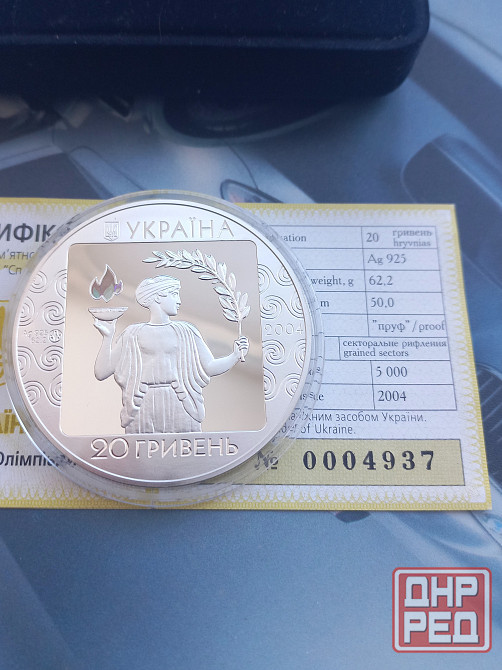 УКРАЇНА
2004
20 ГРИВЕНЬ
20 гривень
hryvnias
Ag 925
weight, g 62,2
50,0
"пруф"/proof
секторальне рифлення
grained sectors
5 000
2004
засобом України.
of Ukraine.
№ 0004937
ДНР
РЕД